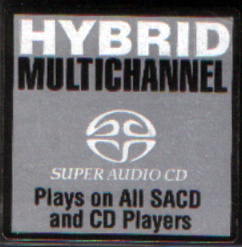 HYBRID
MULTICHANNEL
SUPER AUDIO CD
Plays on All SACD
and CD Players